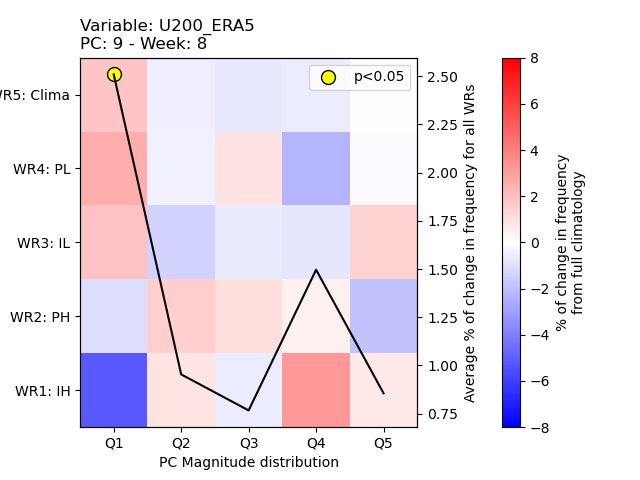 Variable: U200_ERA5
PC: 9 - Week: 8
p<0.05
WR5: Clima
WR4: PL
WR3: IL
WR2: PH
WR1: IH
Q1 Q2 Q3 Q4 Q5
PC Magnitude distribution
2.50
2.25
2.00
1.75
1.50
1.25
1.00
0.75
Average % of change in frequency for all WRs
8
6
4
2
0
−2
−4
−6
−8
% of change in frequency
from full climatology